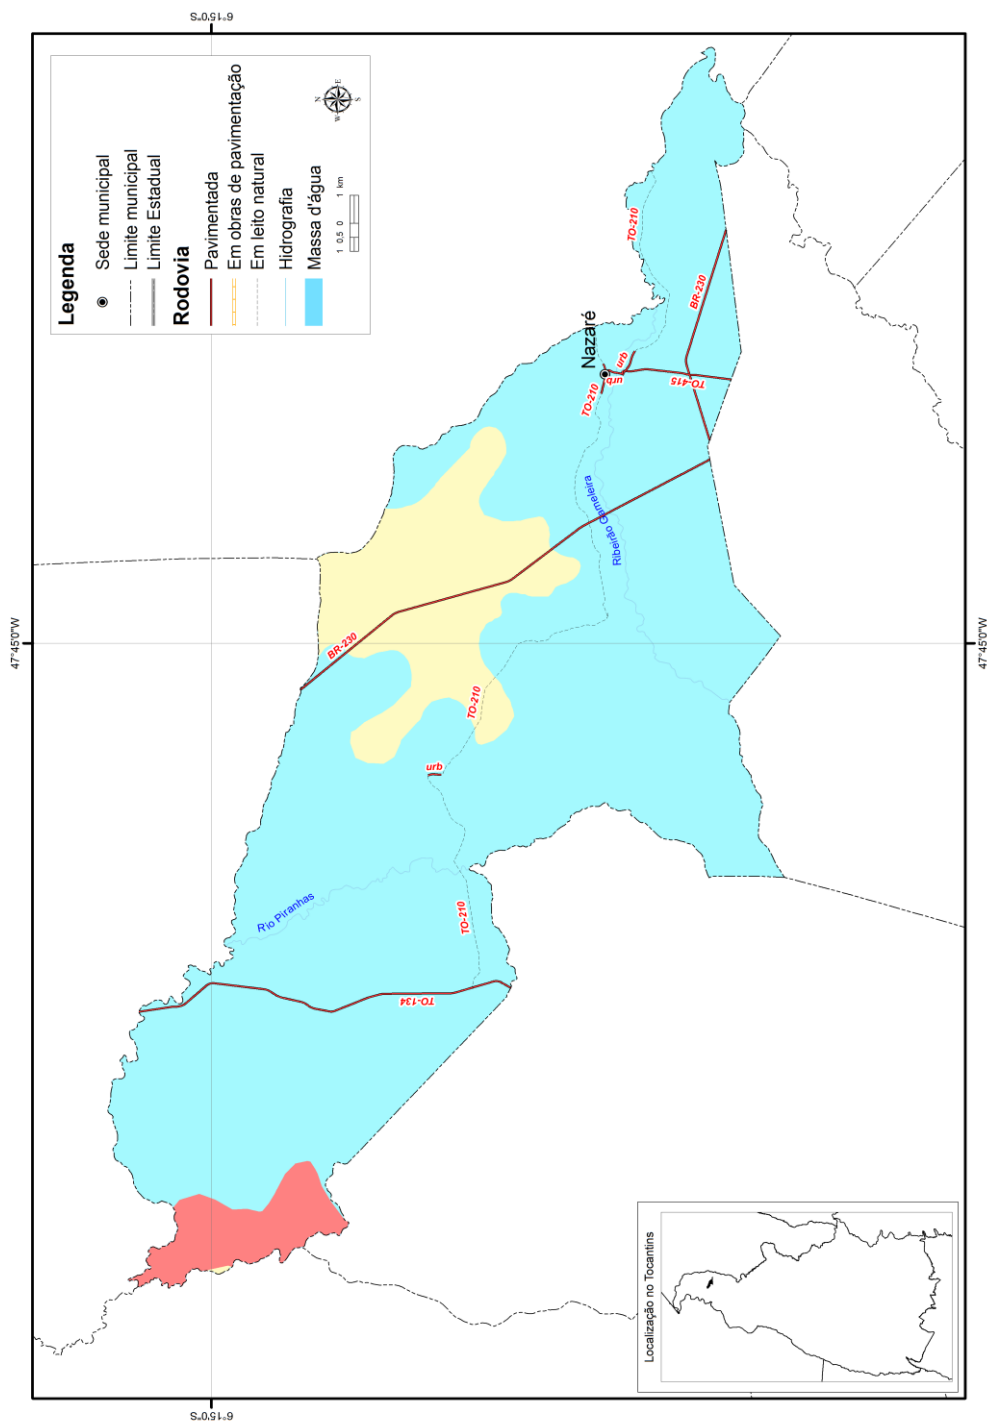 6°15'0"S
47°45'0"W
Legenda
Sede municipal
Limite municipal
Limite Estadual
Rodovia
Pavimentada
Em obras de pavimentação
Em leito natural
Hidrografia
Massa d'água
N
W
E
S
1 0,5 0 1 km
TO-210
BR-230
Nazaré
urb
urb
TO-210
TO-415
Ribeirão Gameleira
BR-230
TO-210
urb
Rio Piranhas
TO-210
TO-134
47°45'0"W
Localização no Tocantins
6°15'0"S